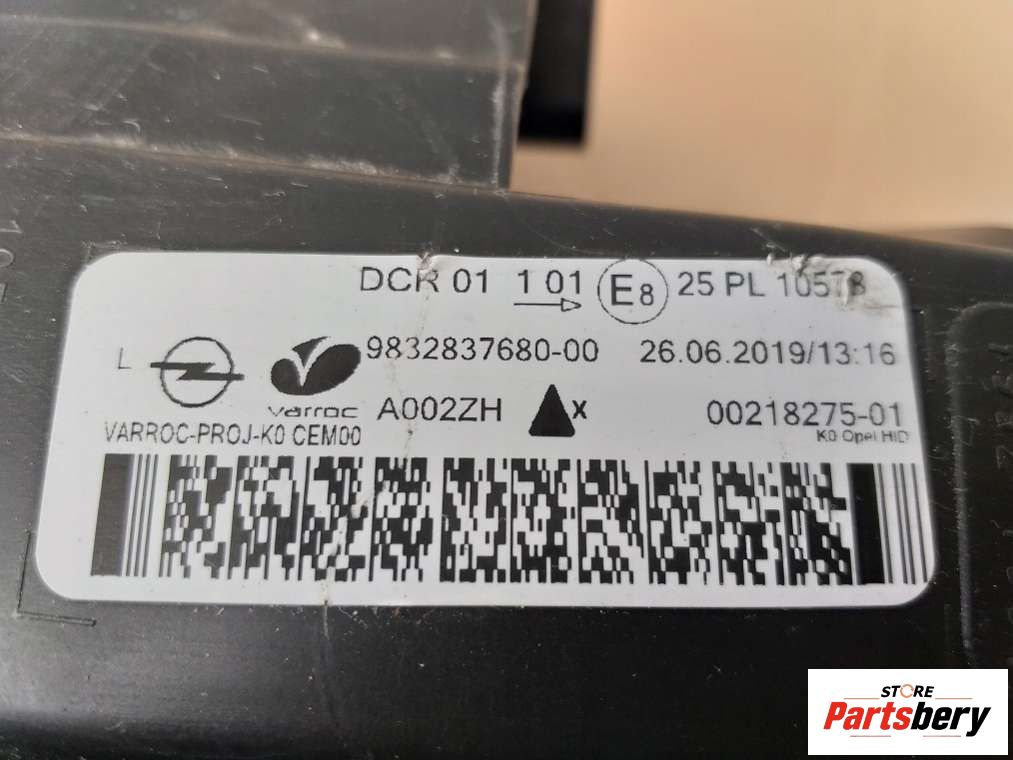 DCR 01 1 01 E8 25 PL 10578
L 9832837680-00 26.06.2019/13:16
varroc A002ZH X 00218275-01
VARROC-PROJ-K0 CEM00 K0 Opel HID
STORE
Partsbery